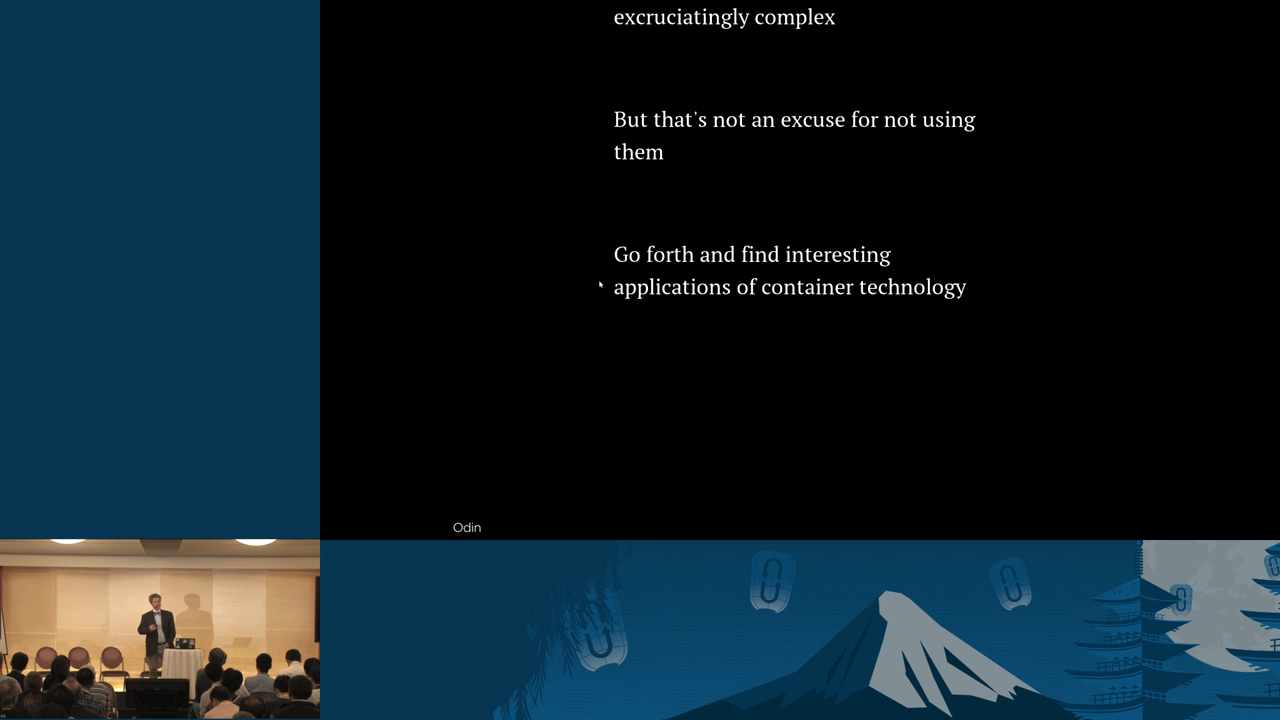 excruciatingly complex
But that's not an excuse for not using
them
Go forth and find interesting
applications of container technology
Odin